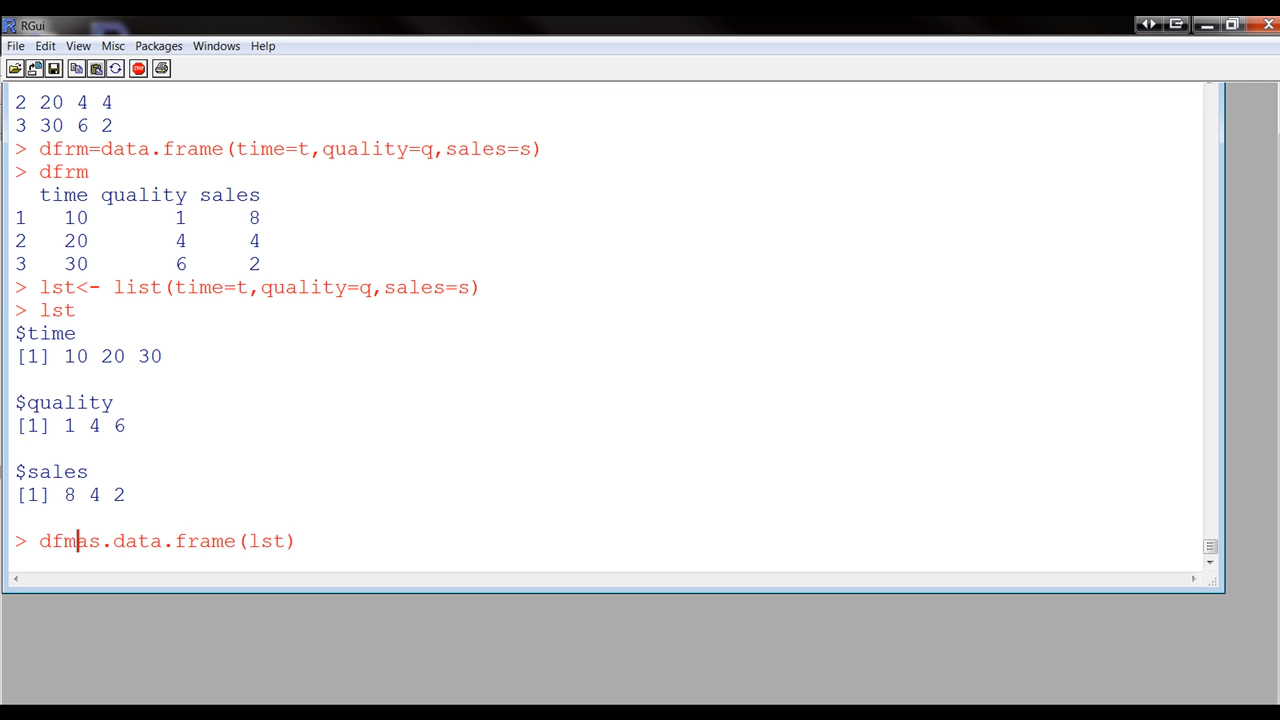 RGui
File Edit View Misc Packages Windows Help
STOP
2 20 4 4
3 30 6 2
> dfrm=data.frame(time=t,quality=q,sales=s)
> dfrm
time quality sales
1 10 1 8
2 20 4 4
3 30 6 2
> lst<- list(time=t,quality=q,sales=s)
> lst
$time
[1] 10 20 30
$quality
[1] 1 4 6
$sales
[1] 8 4 2
> dfmas.data.frame(lst)